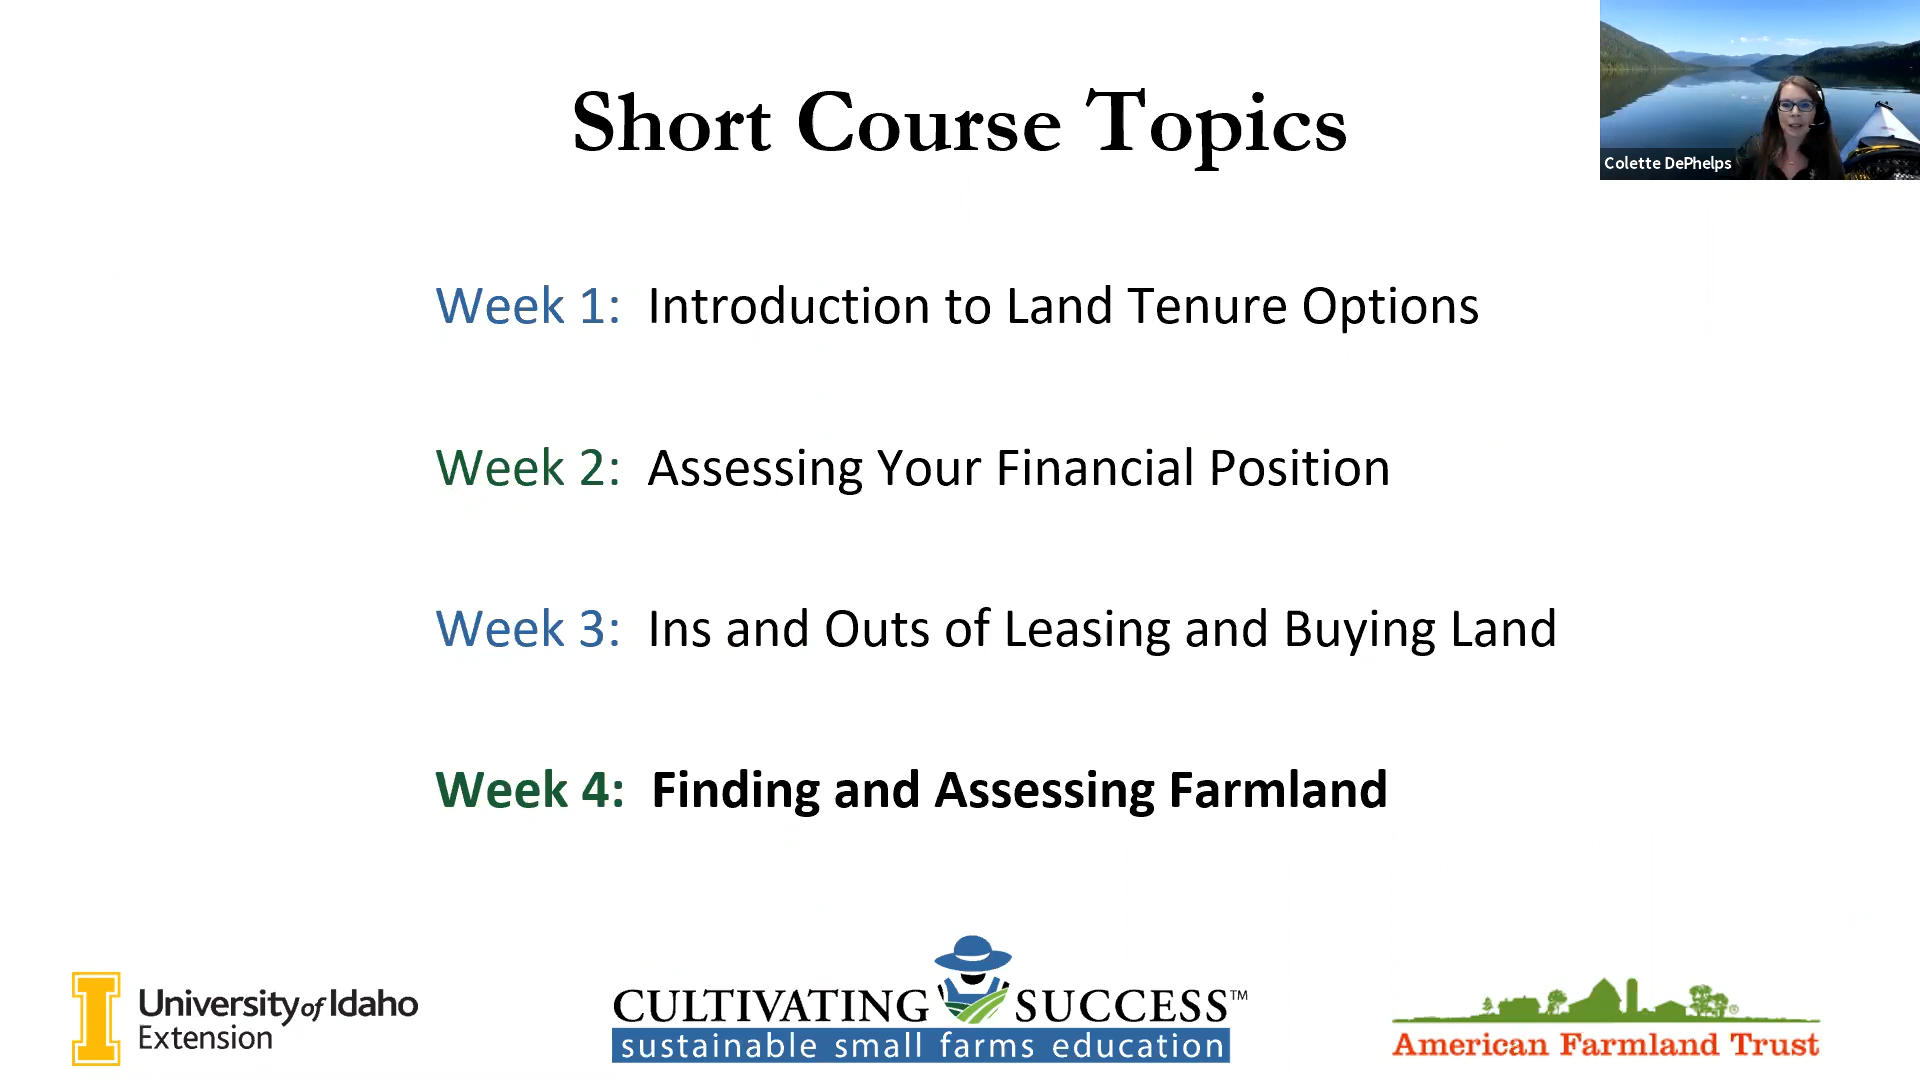 Short Course Topics
Colette DePhelps
Week 1: Introduction to Land Tenure Options
Week 2: Assessing Your Financial Position
Week 3: Ins and Outs of Leasing and Buying Land
Week 4: Finding and Assessing Farmland
University of Idaho
Extension
CULTIVATING SUCCESS™
sustainable small farms education
American Farmland Trust